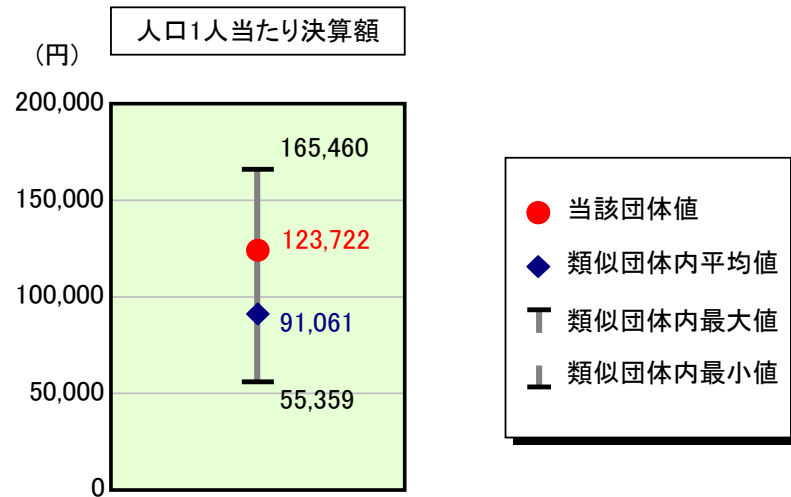 人口1人当たり決算額
(円)
200,000
150,000
100,000
50,000
0
165,460
123,722
91,061
55,359
当該団体値
類似団体内平均値
類似団体内最大値
類似団体内最小値